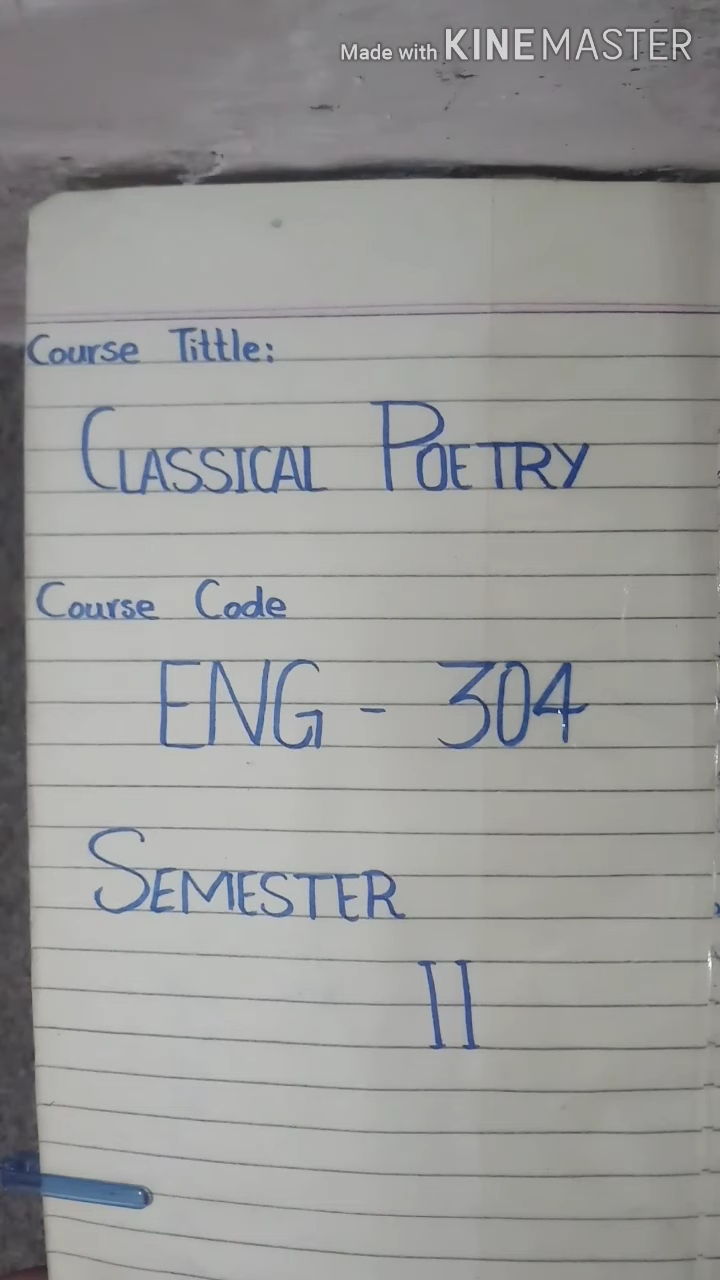 Made with KINEMASTER
Course Tittle:
CLASSICAL POETRY
Course Code
ENG - 304
SEMESTER
II